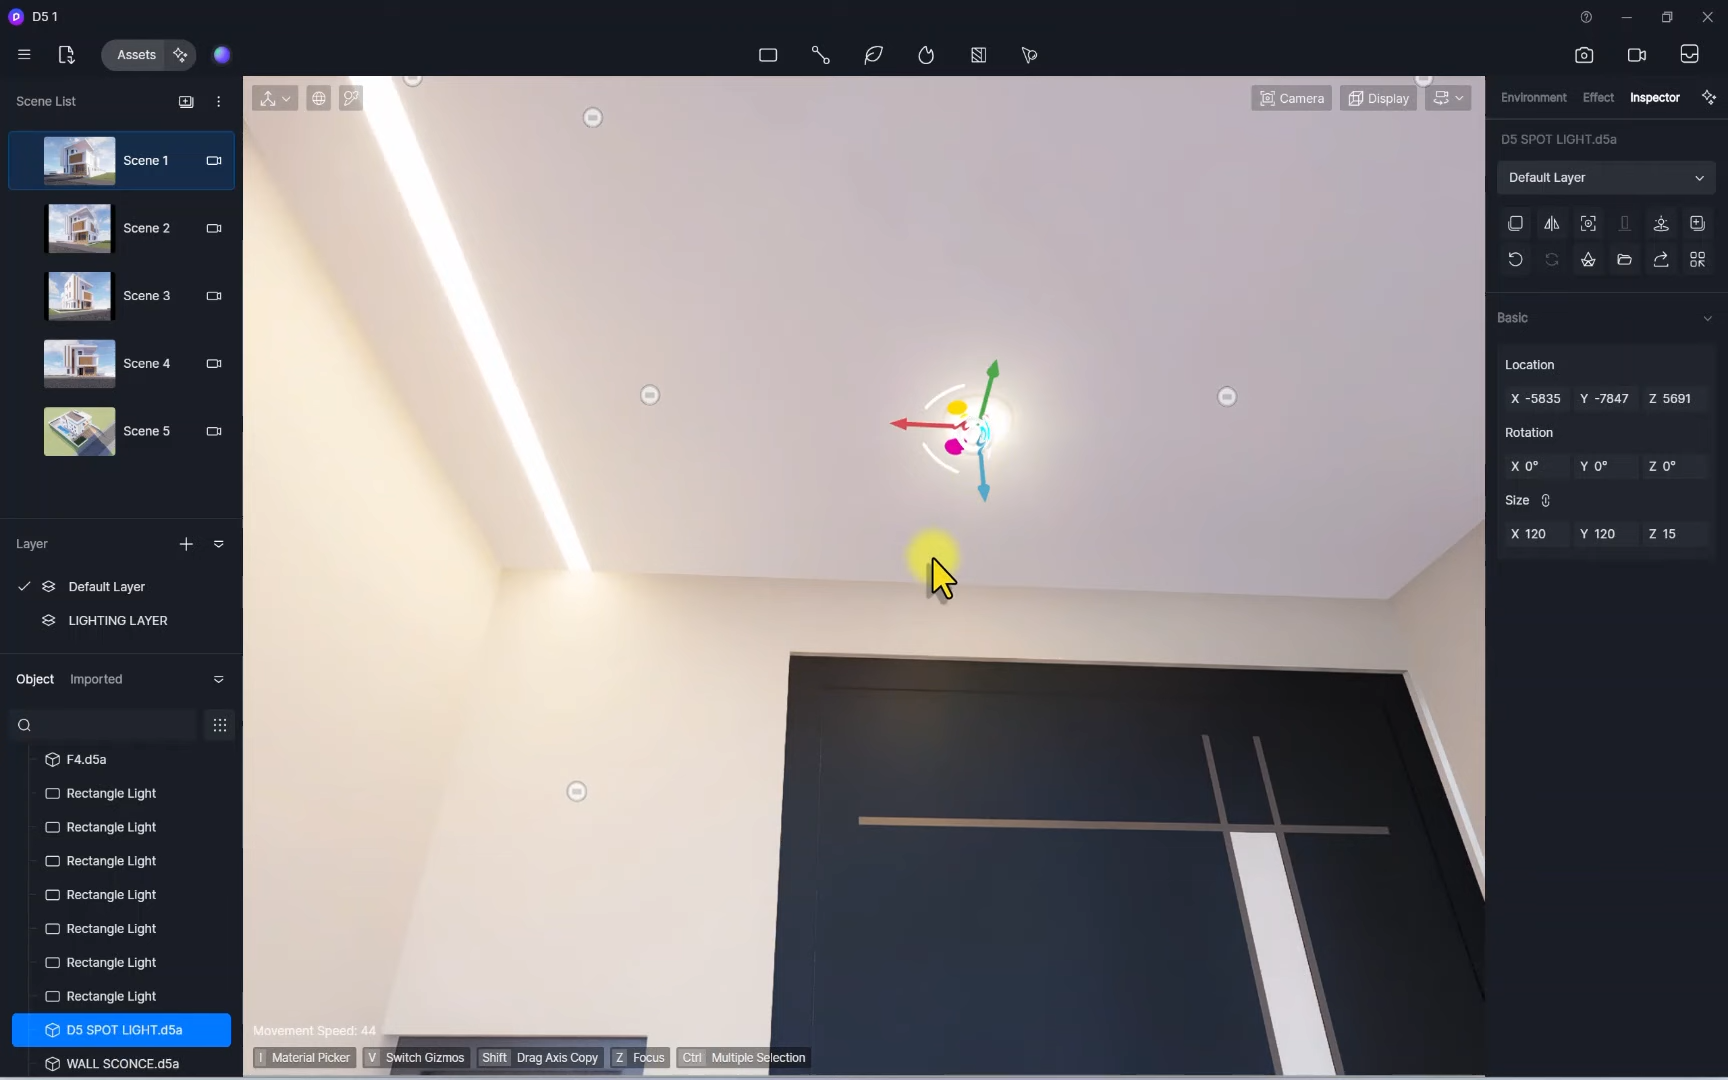 D5 1
Assets
Scene List
Scene 1
Scene 2
Scene 3
Scene 4
Scene 5
Layer
Default Layer
LIGHTING LAYER
Object Imported
F4.d5a
Rectangle Light
Rectangle Light
Rectangle Light
Rectangle Light
Rectangle Light
Rectangle Light
Rectangle Light
D5 SPOT LIGHT.d5a
WALL SCONCE.d5a
Camera Display
Movement Speed: 44
I Material Picker V Switch Gizmos Shift Drag Axis Copy Z Focus Ctrl Multiple Selection
Environment Effect Inspector
D5 SPOT LIGHT.d5a
Default Layer
Basic
Location
X -5835 Y -7847 Z 5691
Rotation
X 0° Y 0° Z 0°
Size
X 120 Y 120 Z 15